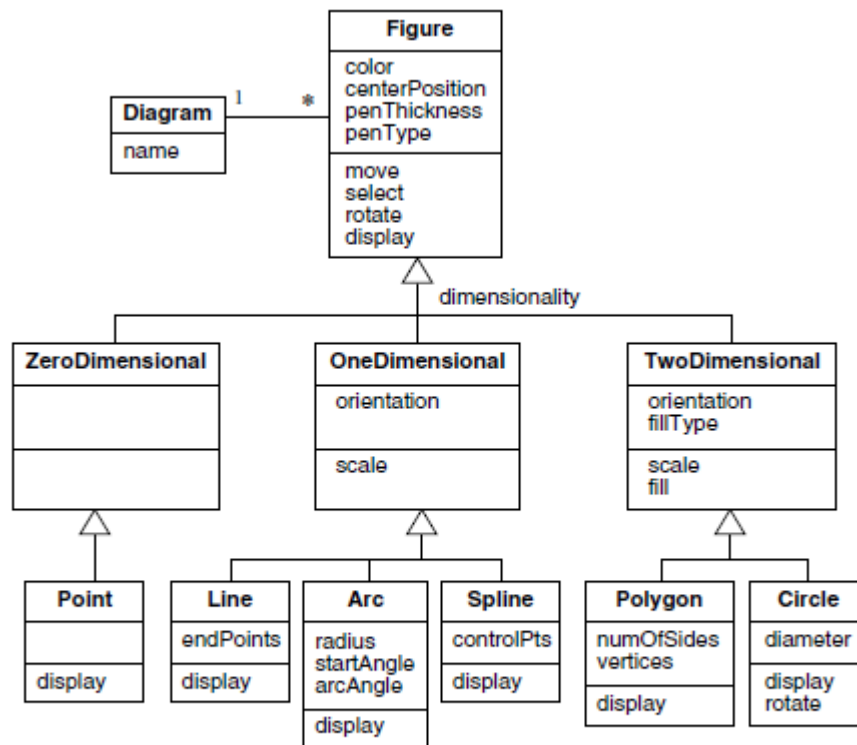 Figure
color
centerPosition
penThickness
penType
move
select
rotate
display
Diagram
name
1
*
dimensionality
ZeroDimensional
OneDimensional
orientation
scale
TwoDimensional
orientation
fillType
scale
fill
Point
display
Line
endPoints
display
Arc
radius
startAngle
arcAngle
display
Spline
controlPts
display
Polygon
numOfSides
vertices
display
Circle
diameter
display
rotate